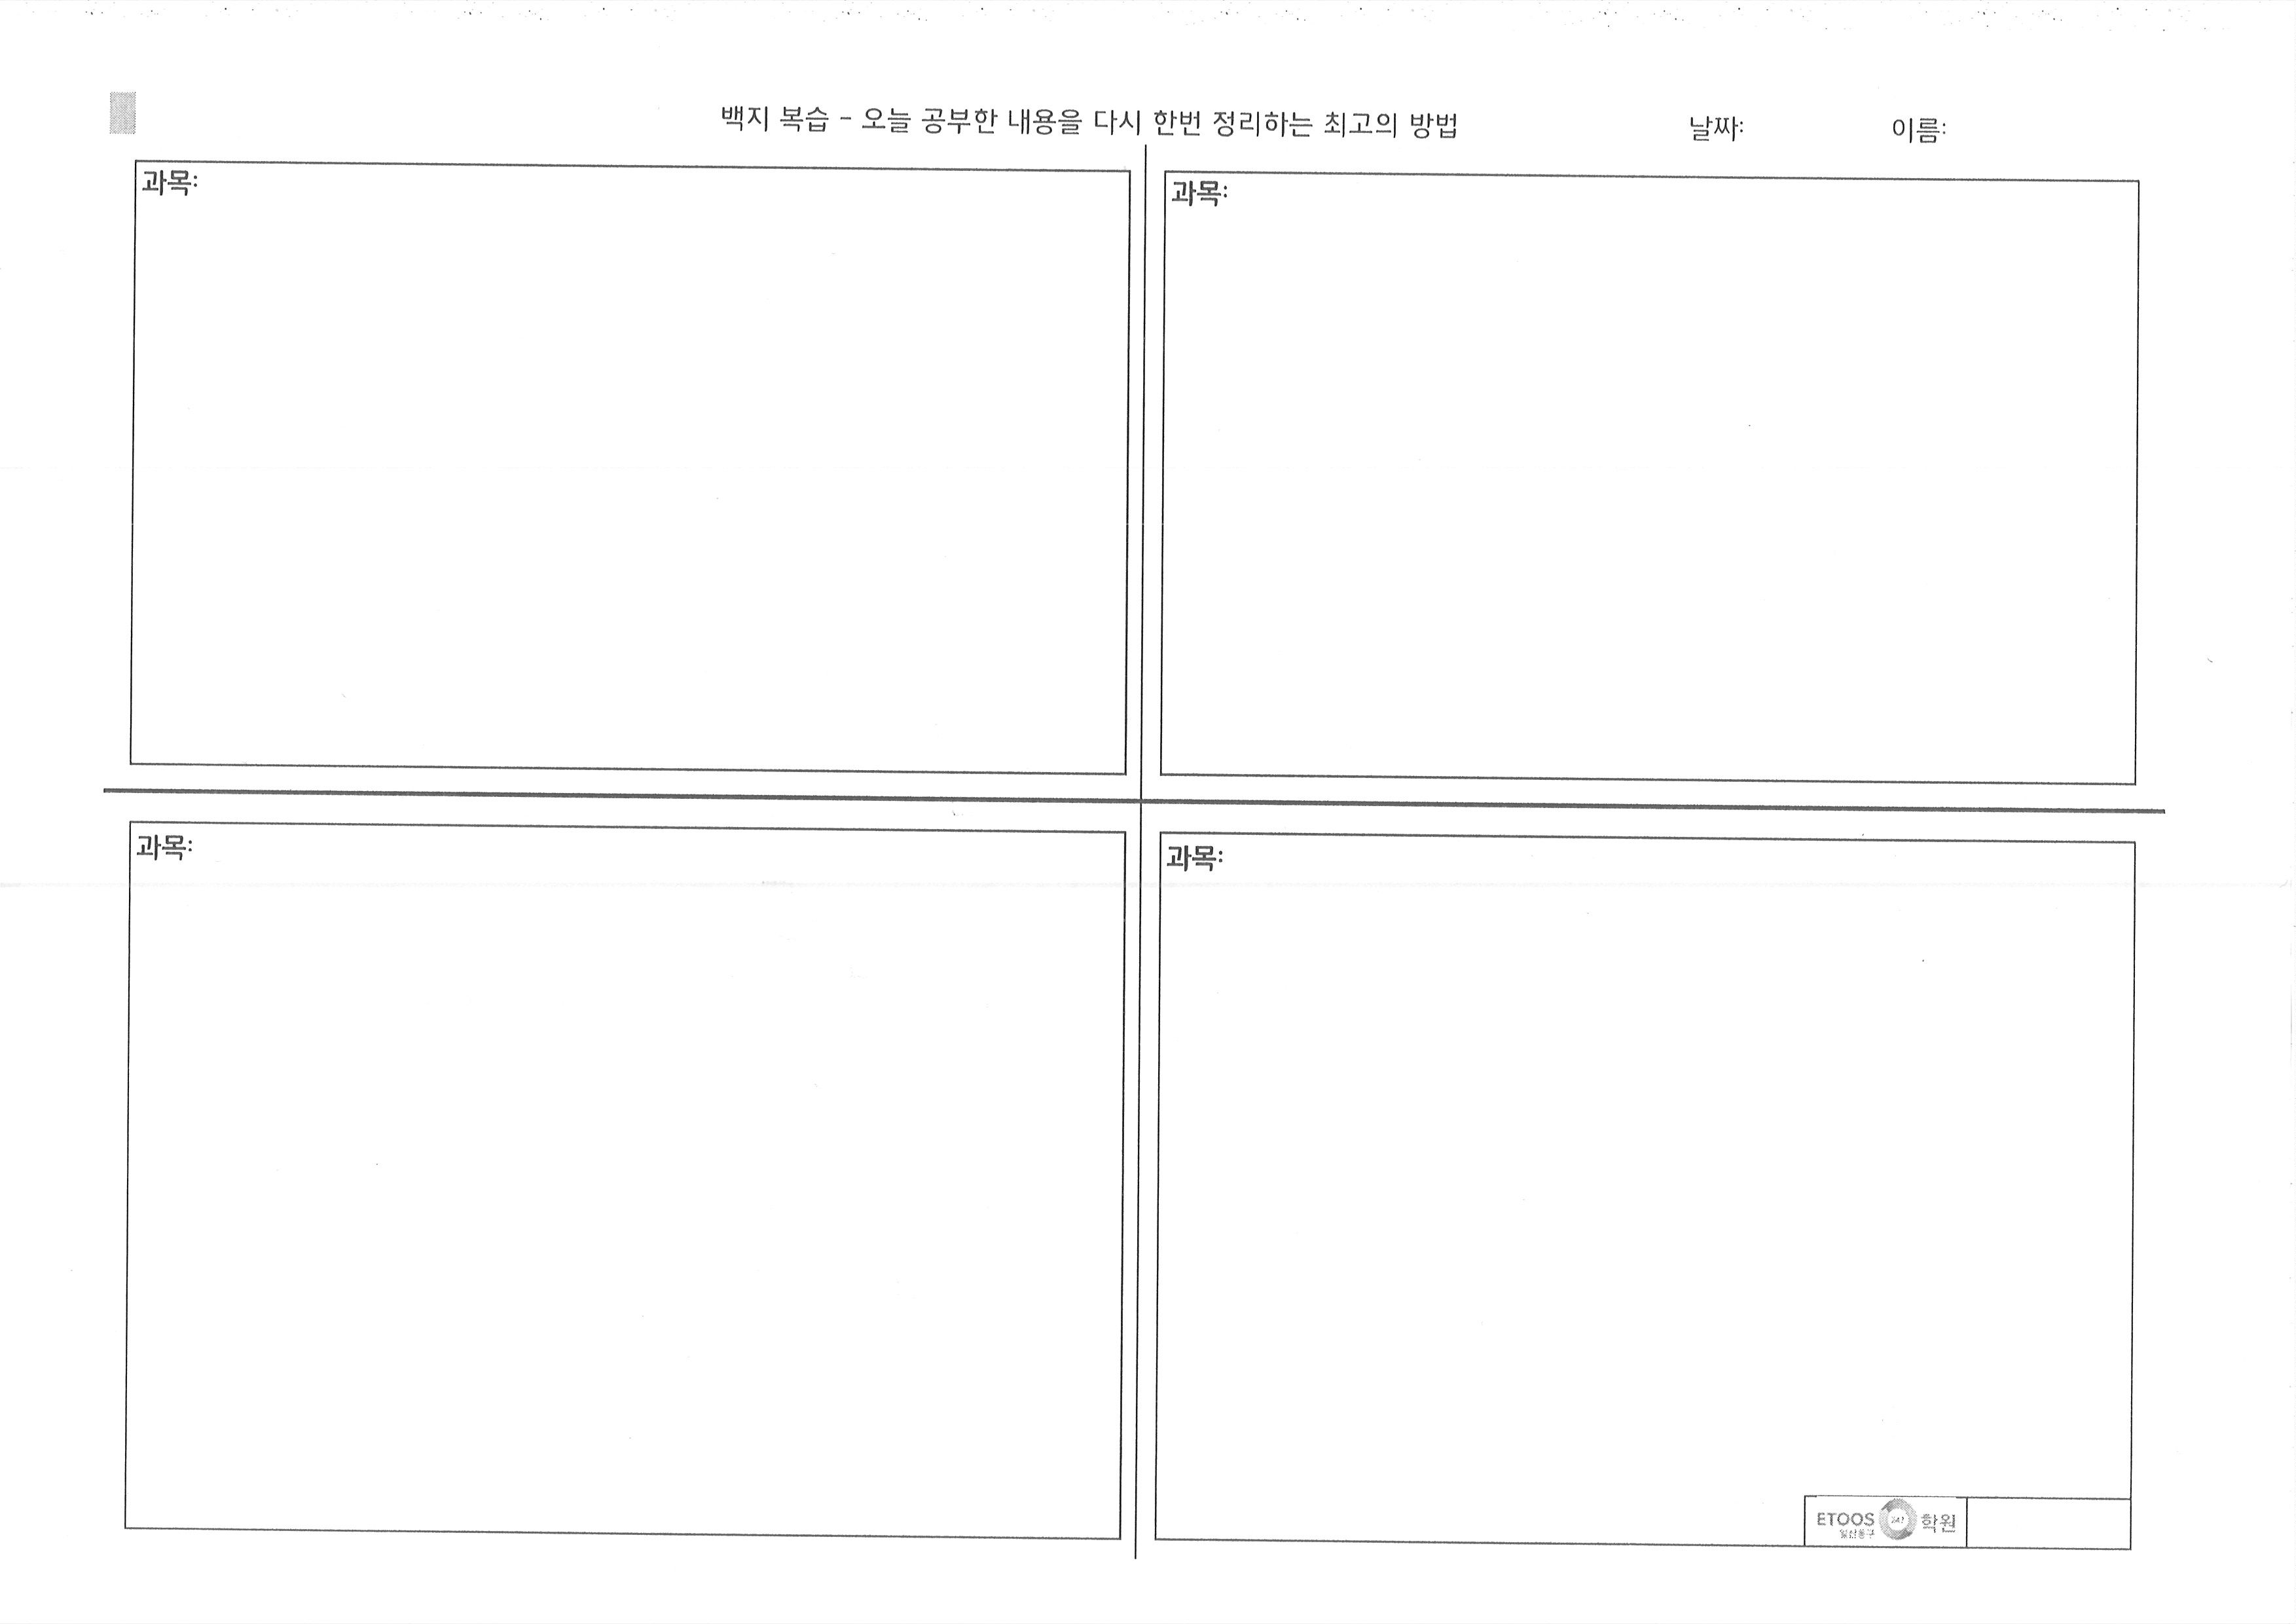 백지 복습 - 오늘 공부한 내용을 다시 한번 정리하는 최고의 방법
날짜:
이름:
과목:
과목:
과목:
과목:
ETOOS 247 학원
일산동구